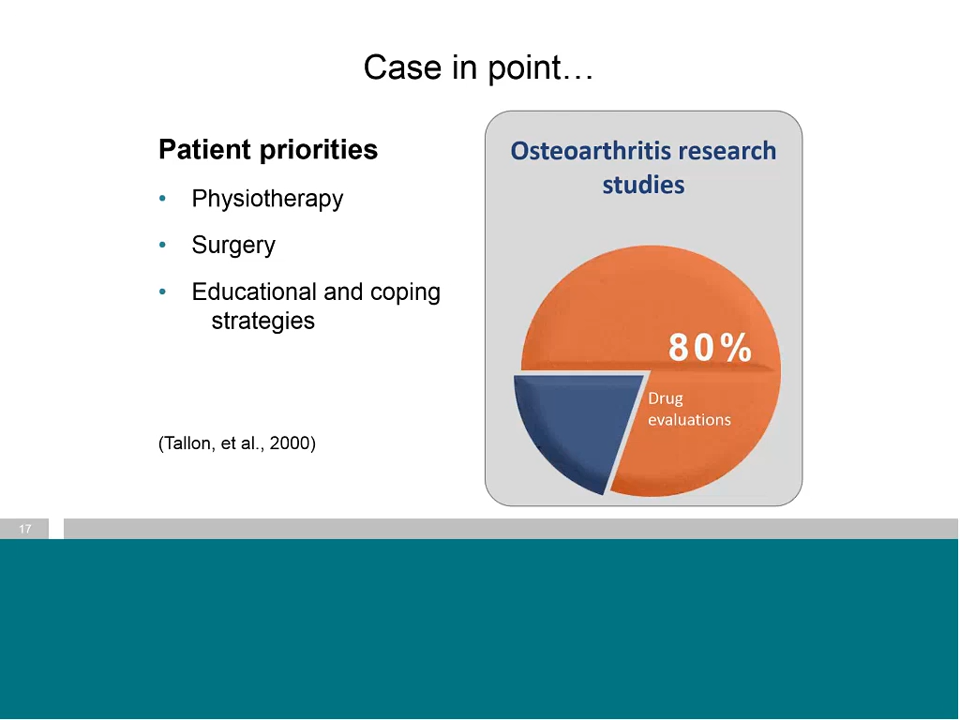 Case in point…
Patient priorities
• Physiotherapy
• Surgery
• Educational and coping
strategies
(Tallon, et al., 2000)
Osteoarthritis research
studies
80%
Drug
evaluations
17